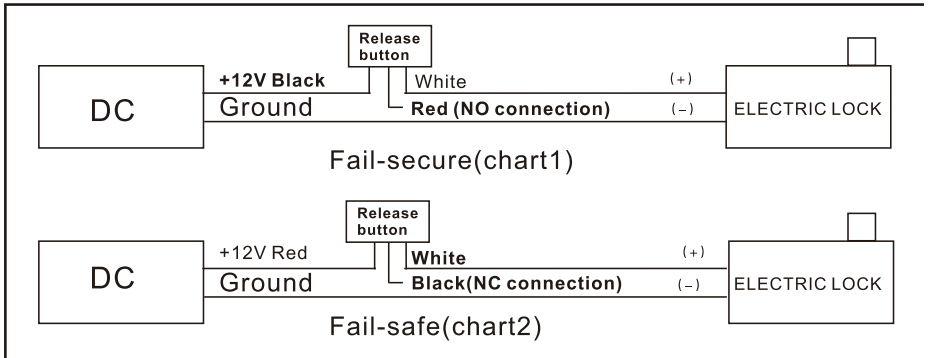 Release
button
+12V Black
White
(+)
DC
Ground
Red (NO connection)
(-)
ELECTRIC LOCK
Fail-secure(chart1)
Release
button
+12V Red
White
(+)
DC
Ground
Black(NC connection)
(-)
ELECTRIC LOCK
Fail-safe(chart2)